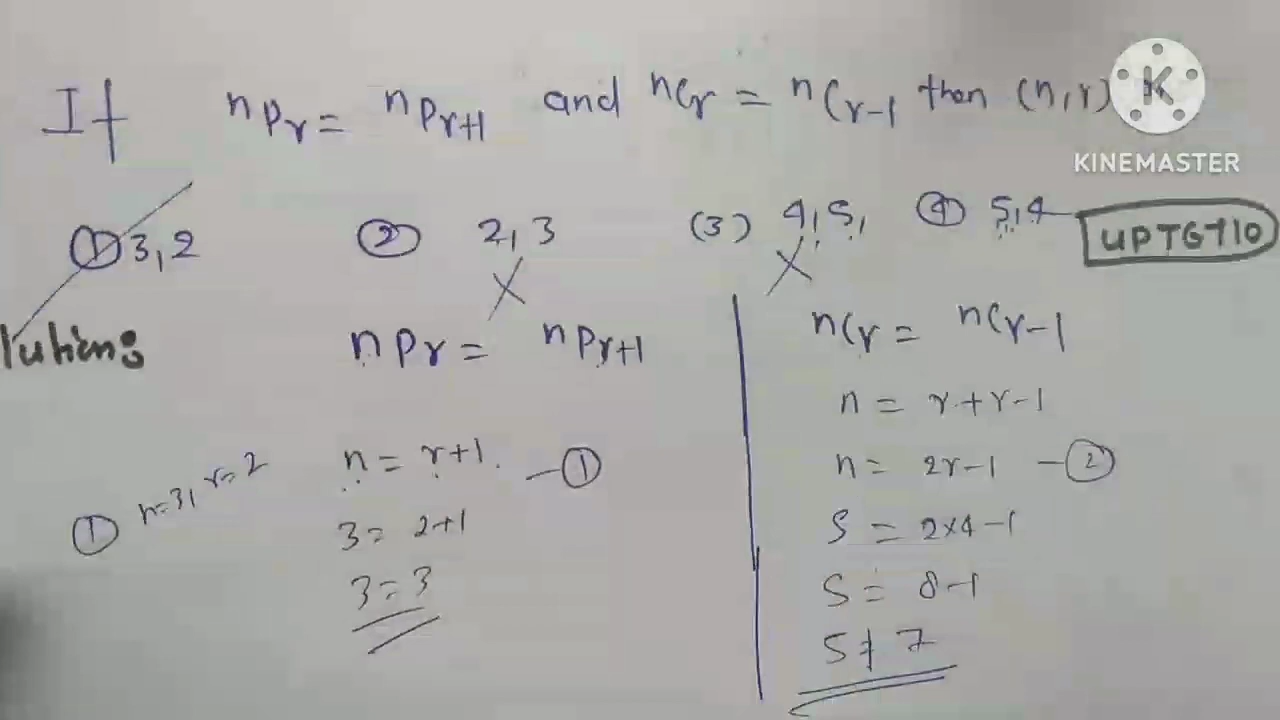 If nPr = nPr+1 and nCr = nCr-1 then (n,r)
KINEMASTER
① 3,2 ② 2,3 (3) 4,5, ④ 5,4
UPTGT10
lution:
nPr = nPr+1
n = r+1. —①
① n=3, r=2
3 = 2+1
3 = 3
nCr = nCr-1
n = r+r-1
n = 2r-1 —②
5 = 2×4-1
5 = 8-1
5 ≠ 7